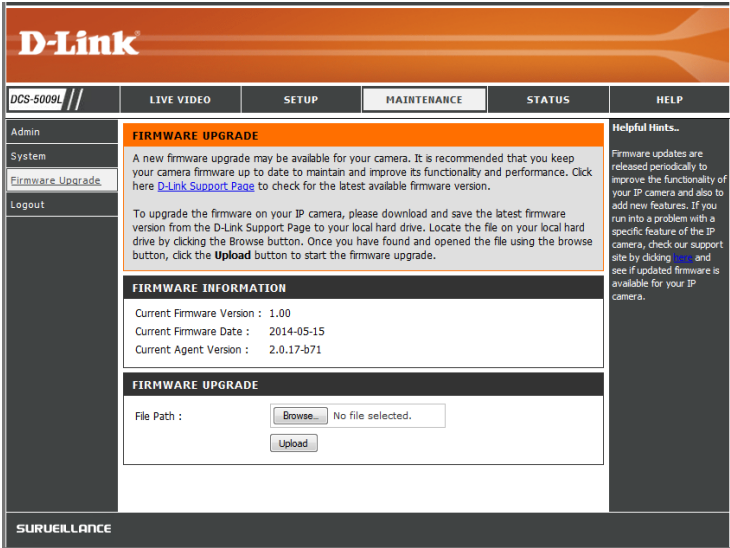 D-Link
DCS-5009L
LIVE VIDEO
SETUP
MAINTENANCE
STATUS
HELP
Admin
System
Firmware Upgrade
Logout
FIRMWARE UPGRADE
A new firmware upgrade may be available for your camera. It is recommended that you keep
your camera firmware up to date to maintain and improve its functionality and performance. Click
here D-Link Support Page to check for the latest available firmware version.
To upgrade the firmware on your IP camera, please download and save the latest firmware
version from the D-Link Support Page to your local hard drive. Locate the file on your local hard
drive by clicking the Browse button. Once you have found and opened the file using the browse
button, click the Upload button to start the firmware upgrade.
FIRMWARE INFORMATION
Current Firmware Version : 1.00
Current Firmware Date : 2014-05-15
Current Agent Version : 2.0.17-b71
FIRMWARE UPGRADE
File Path : Browse... No file selected.
Upload
Helpful Hints..
Firmware updates are
released periodically to
improve the functionality of
your IP camera and also to
add new features. If you
run into a problem with a
specific feature of the IP
camera, check our support
site by clicking here and
see if updated firmware is
available for your IP
camera.
SURVEILLANCE